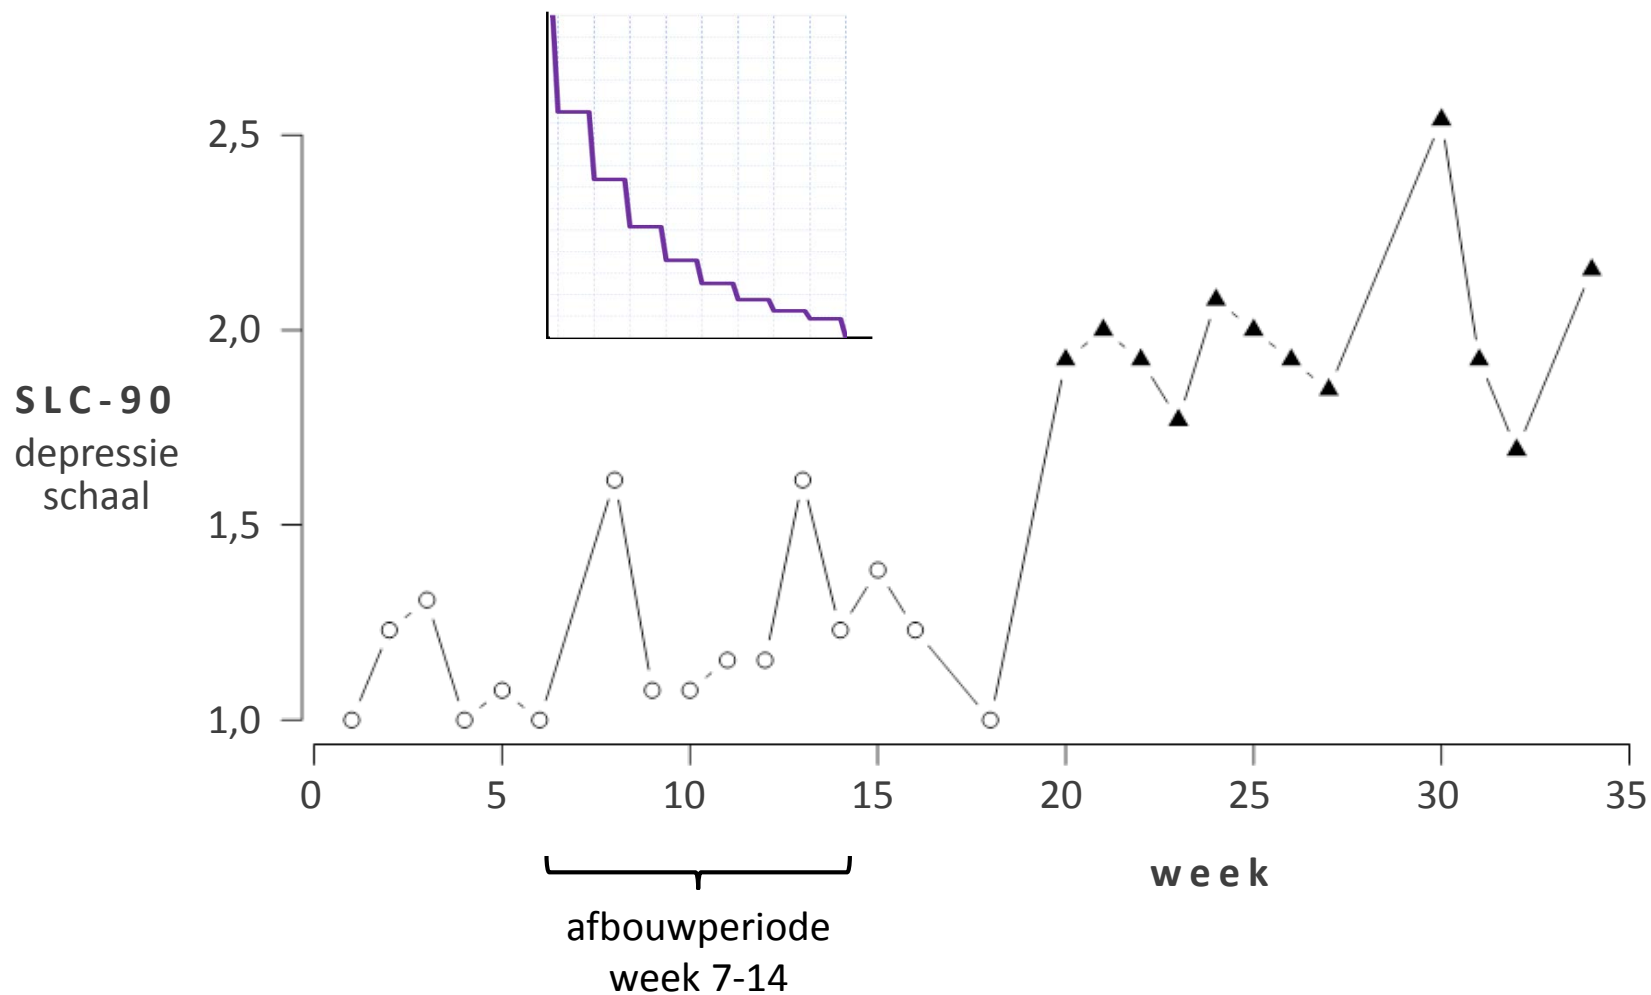 2,5
2,0
SLC-90
depressie
schaal
1,5
1,0
0 5 10 15 20 25 30 35
week
afbouwperiode
week 7-14